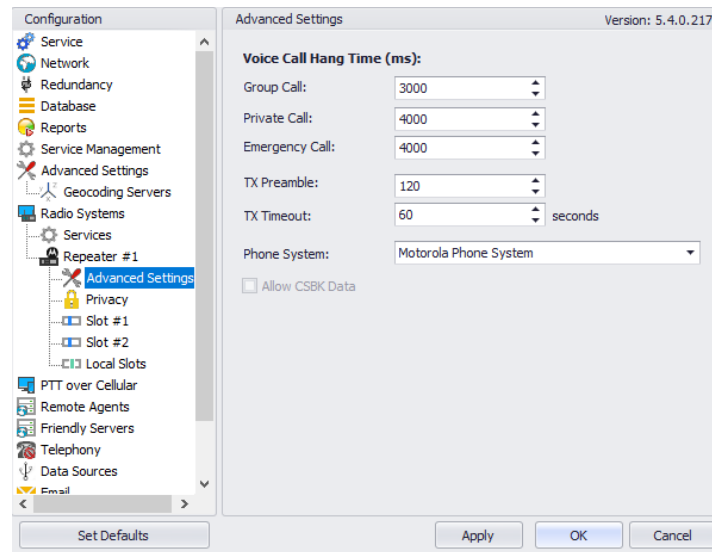 Configuration
Service
Network
Redundancy
Database
Reports
Service Management
Advanced Settings
Geocoding Servers
Radio Systems
Services
Repeater #1
Advanced Settings
Privacy
Slot #1
Slot #2
Local Slots
PTT over Cellular
Remote Agents
Friendly Servers
Telephony
Data Sources
Email
Set Defaults
Advanced Settings Version: 5.4.0.217
Voice Call Hang Time (ms):
Group Call: 3000
Private Call: 4000
Emergency Call: 4000
TX Preamble: 120
TX Timeout: 60 seconds
Phone System: Motorola Phone System
Allow CSBK Data
Apply OK Cancel